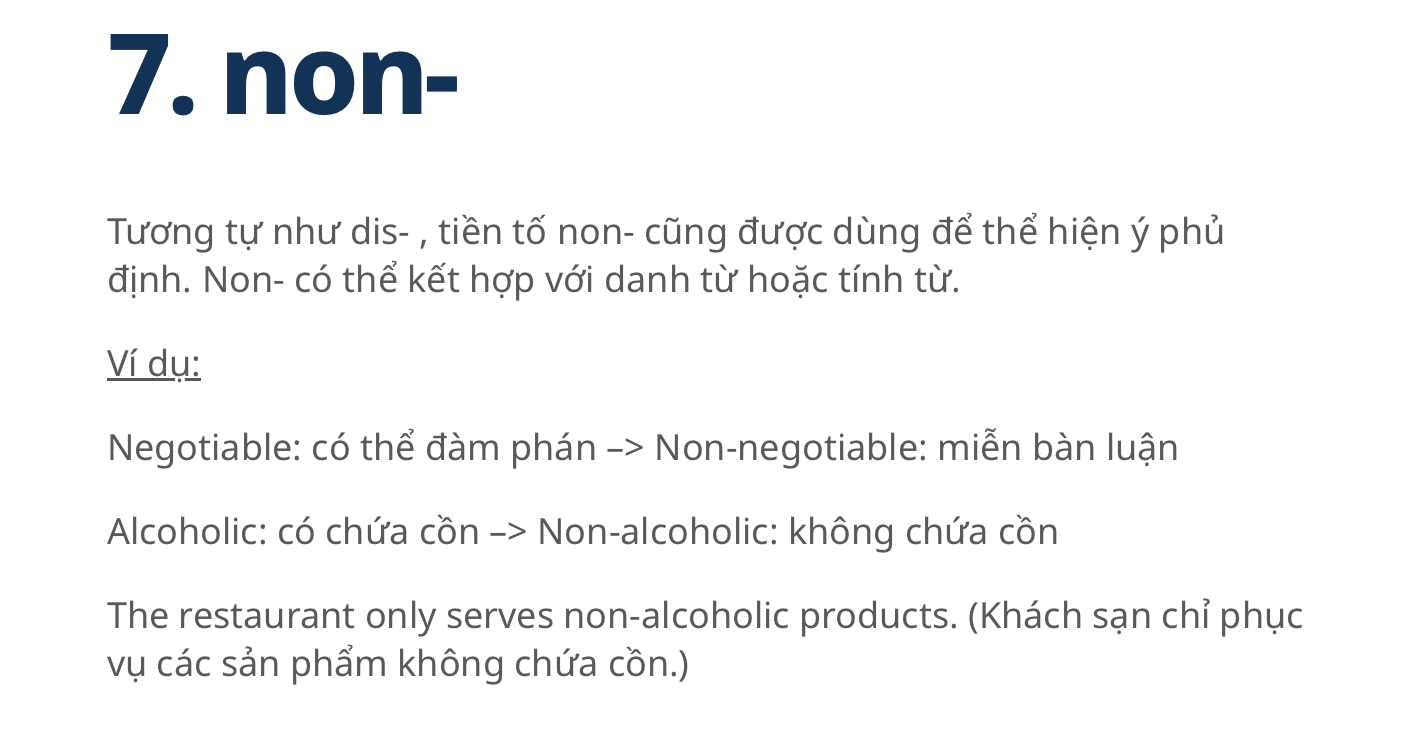 7. non-
Tương tự như dis- , tiền tố non- cũng được dùng để thể hiện ý phủ
định. Non- có thể kết hợp với danh từ hoặc tính từ.
Ví dụ:
Negotiable: có thể đàm phán –> Non-negotiable: miễn bàn luận
Alcoholic: có chứa cồn –> Non-alcoholic: không chứa cồn
The restaurant only serves non-alcoholic products. (Khách sạn chỉ phục
vụ các sản phẩm không chứa cồn.)